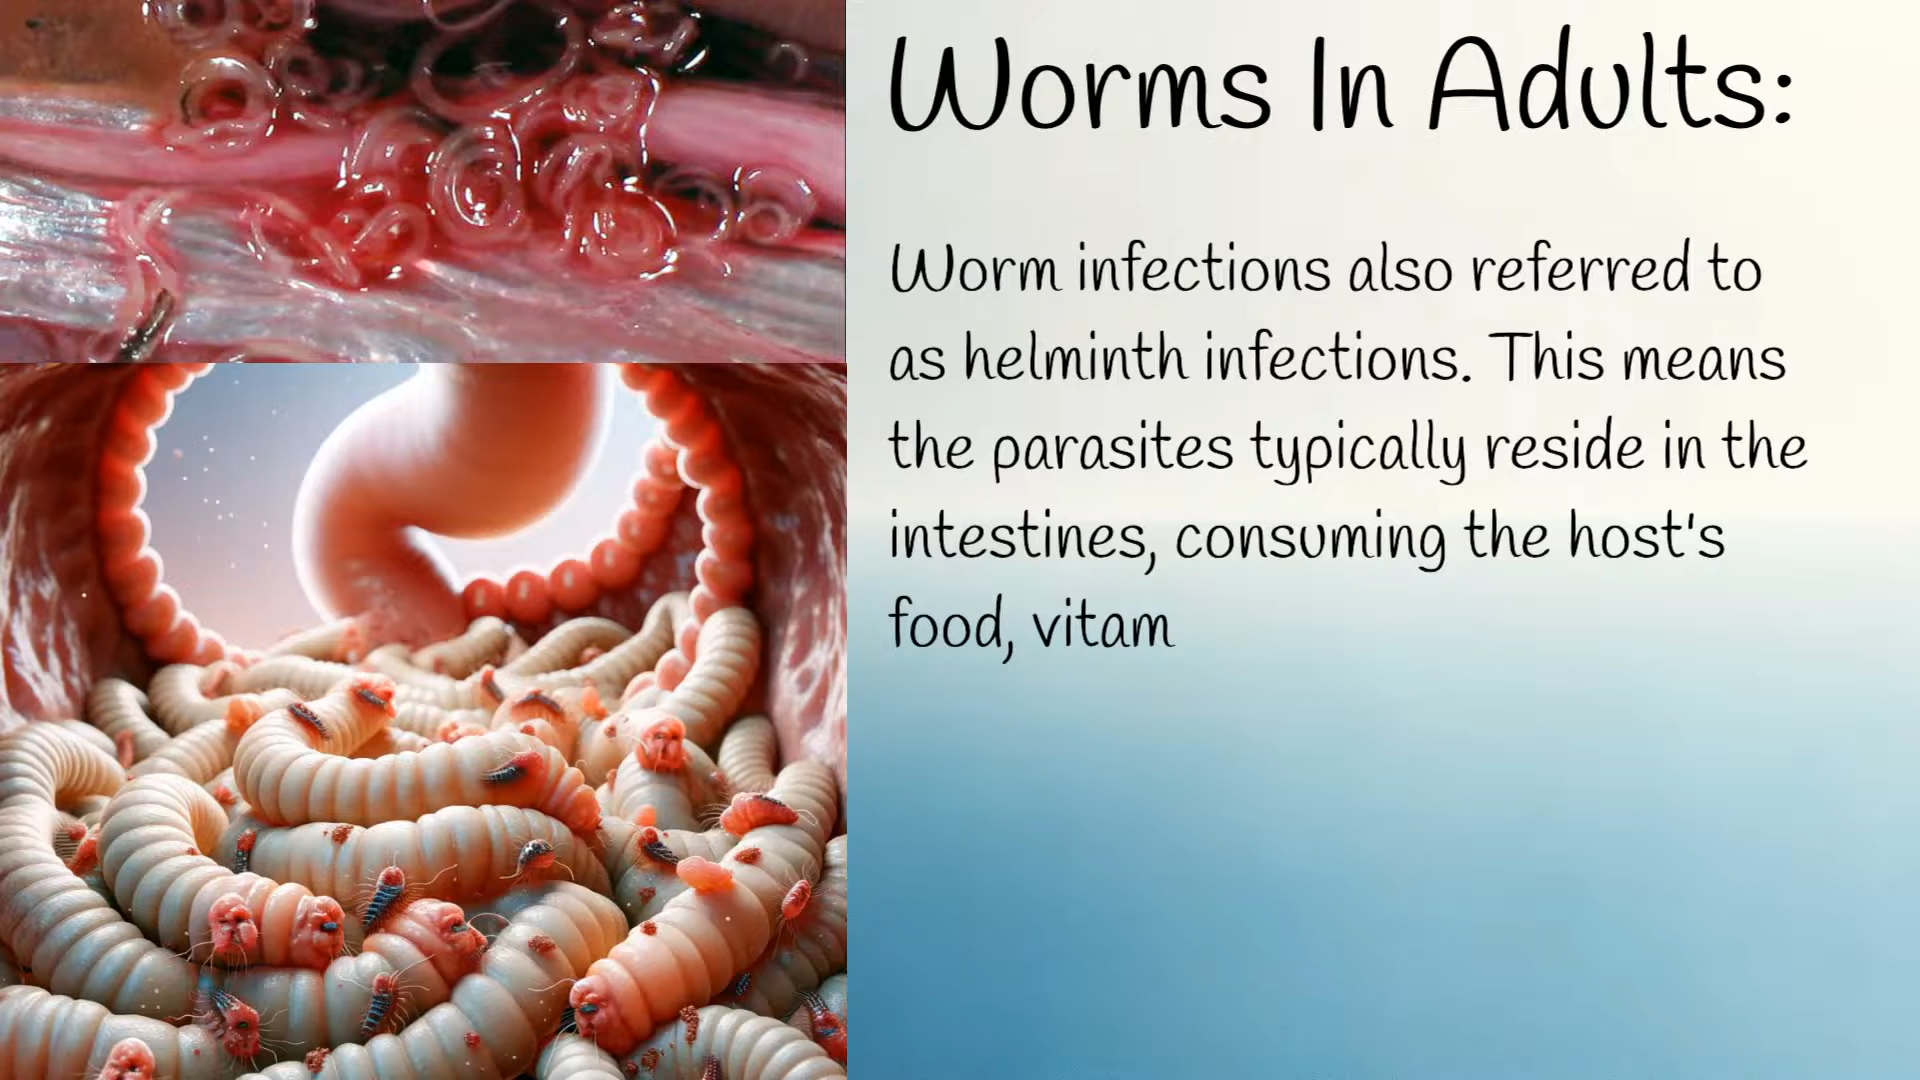 Worms In Adults:
Worm infections also referred to
as helminth infections. This means
the parasites typically reside in the
intestines, consuming the host's
food, vitam